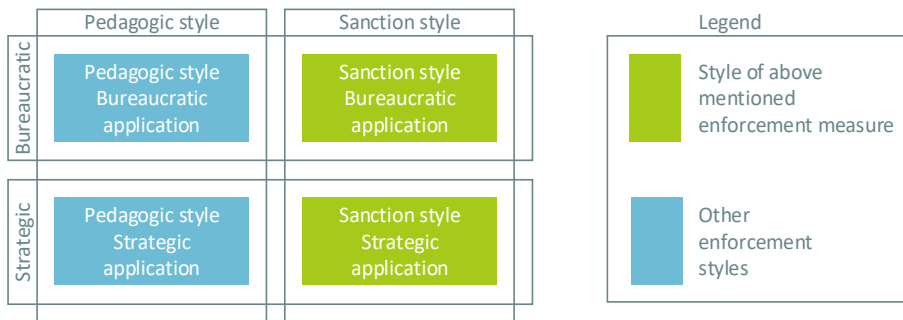 Pedagogic style
Sanction style
Legend
Bureaucratic
Pedagogic style
Bureaucratic
application
Sanction style
Bureaucratic
application
Style of above
mentioned
enforcement measure
Strategic
Pedagogic style
Strategic
application
Sanction style
Strategic
application
Other
enforcement
styles